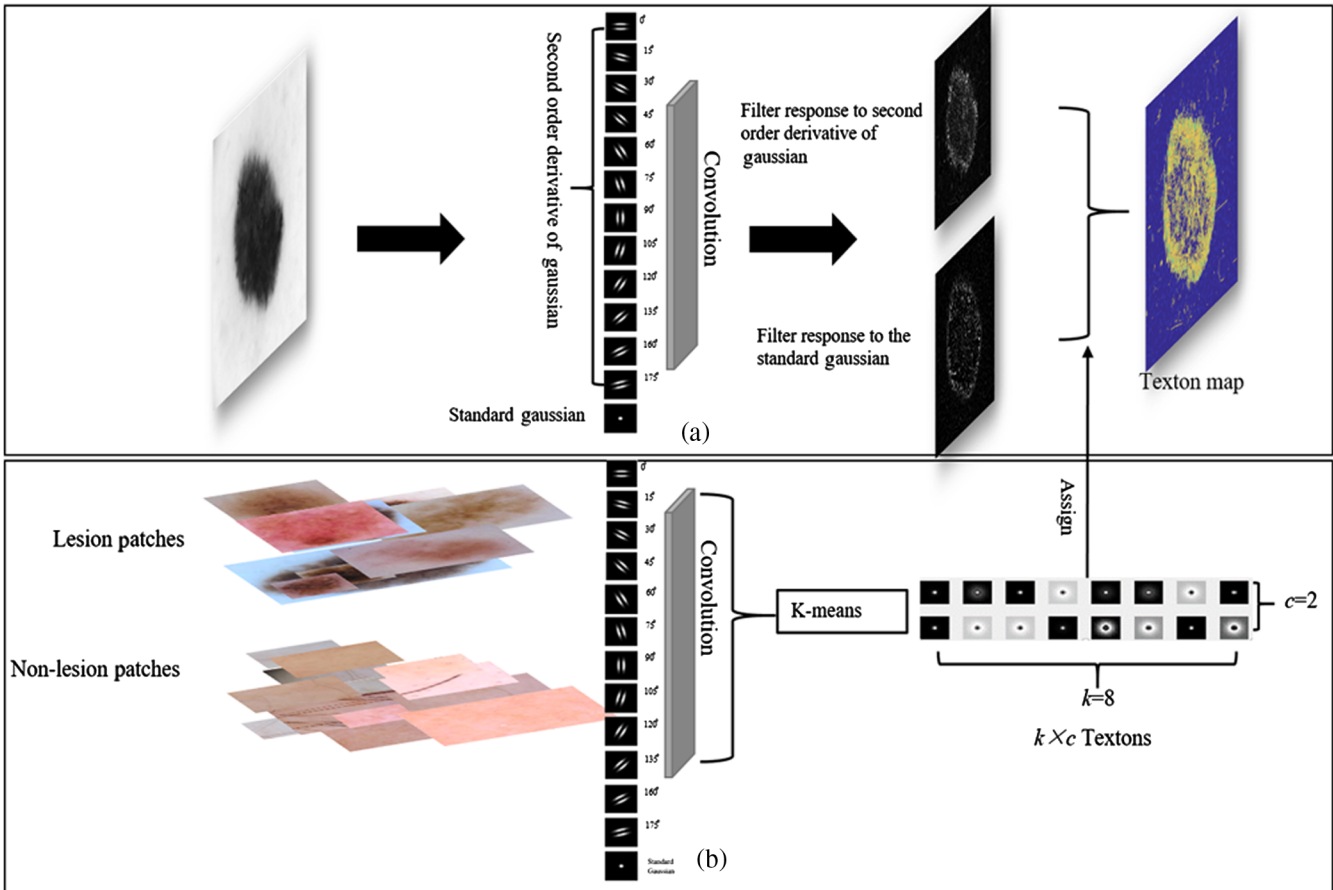 Second order derivative of gaussian
0°
15°
30°
45°
60°
75°
90°
105°
120°
135°
160°
175°
Standard gaussian
Convolution
(a)
Filter response to second
order derivative of
gaussian
Filter response to the
standard gaussian
Texton map
Lesion patches
Non-lesion patches
0°
15°
30°
45°
60°
75°
90°
105°
120°
135°
160°
175°
Standard
Gaussian
Convolution
(b)
K-means
Assign
c=2
k=8
k×c Textons